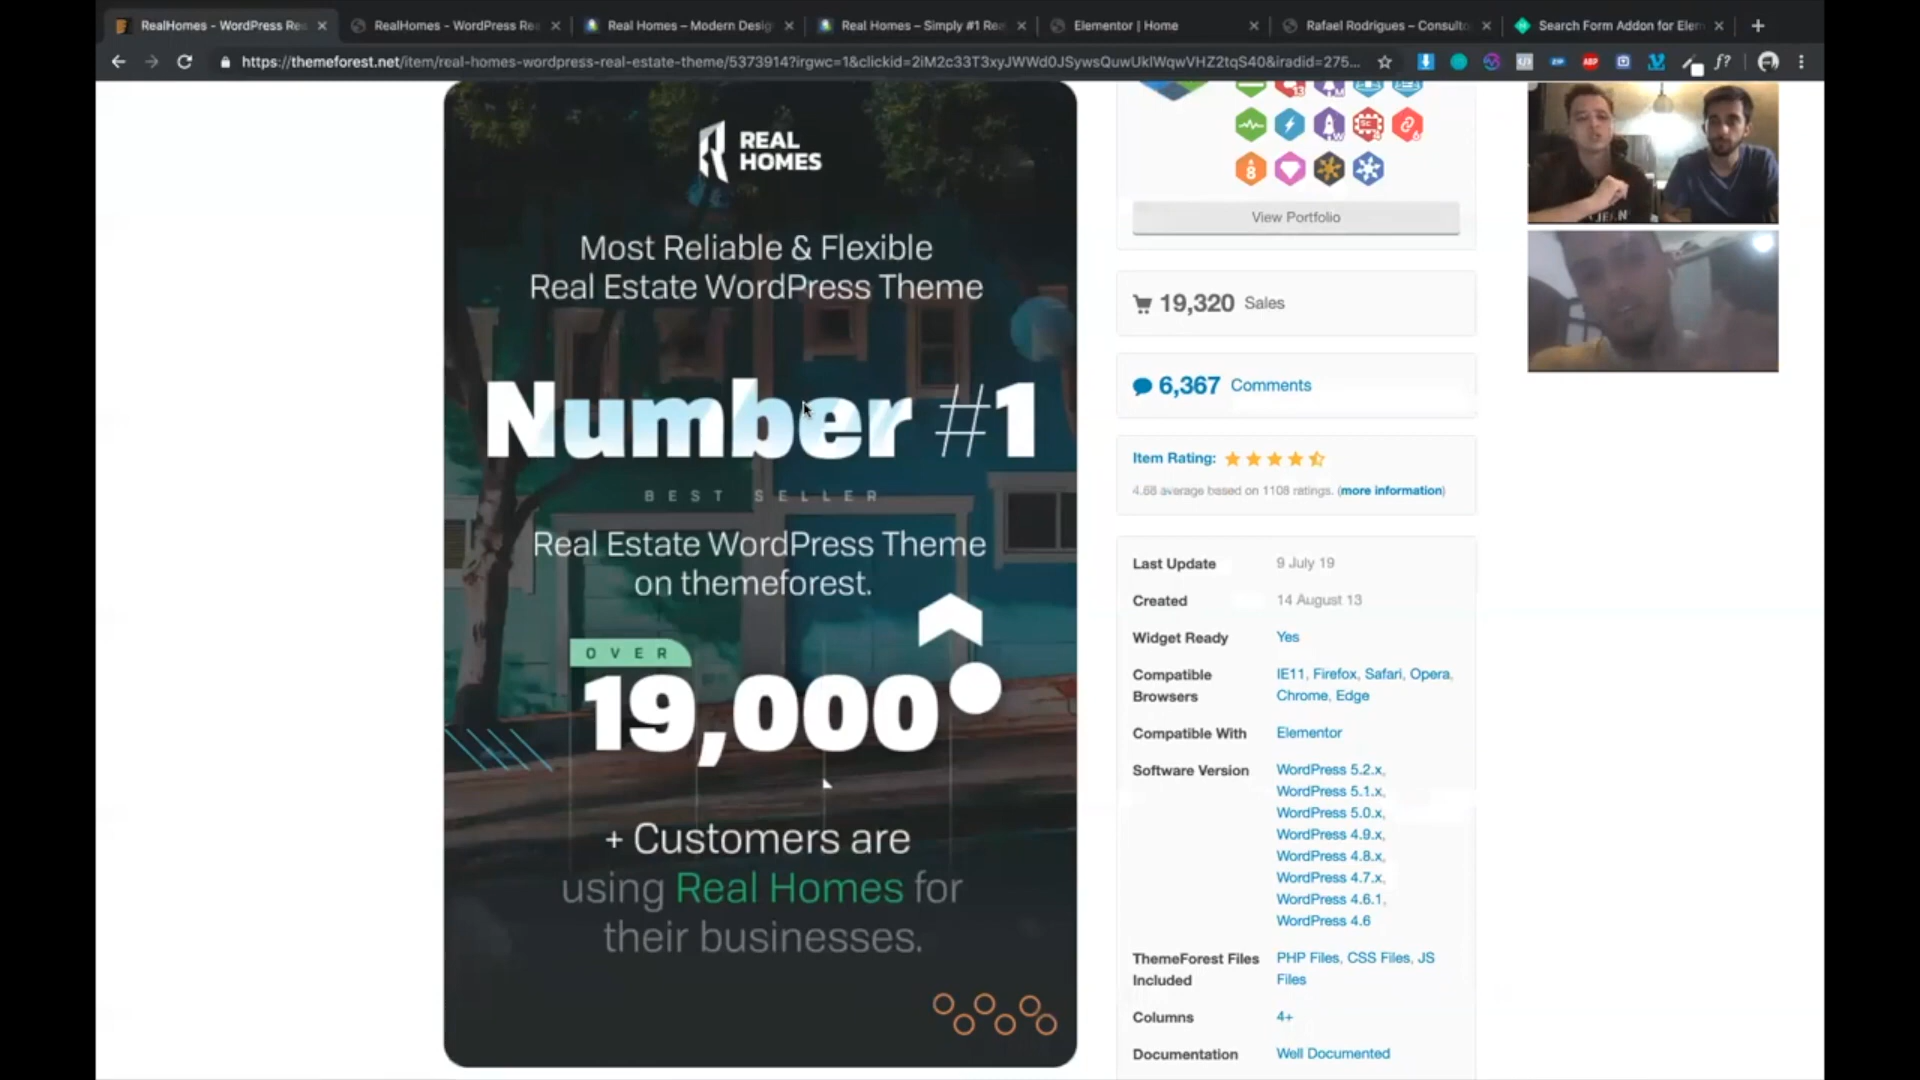 RealHomes - WordPress Re
RealHomes - WordPress Re
Real Homes – Modern Desig
Real Homes – Simply #1 Rea
Elementor | Home
Rafael Rodrigues – Consulto
Search Form Addon for Elem
https://themeforest.net/item/real-homes-wordpress-real-estate-theme/5373914?irgwc=1&clickid=2iM2c33T3xyJWWd0JSywsQuwUklWqwVHZ2tqS40&iradid=275...
ABP
f?
REAL
HOMES
Most Reliable & Flexible
Real Estate WordPress Theme
Number #1
BEST SELLER
Real Estate WordPress Theme
on themeforest.
OVER
19,000
+ Customers are
using Real Homes for
their businesses.
13
M
W
Sc
8
View Portfolio
19,320 Sales
6,367 Comments
Item Rating:
4.68 average based on 1108 ratings. (more information)
Last Update 9 July 19
Created 14 August 13
Widget Ready Yes
Compatible Browsers IE11, Firefox, Safari, Opera,
Chrome, Edge
Compatible With Elementor
Software Version WordPress 5.2.x,
WordPress 5.1.x,
WordPress 5.0.x,
WordPress 4.9.x,
WordPress 4.8.x,
WordPress 4.7.x,
WordPress 4.6.1,
WordPress 4.6
ThemeForest Files Included PHP Files, CSS Files, JS
Files
Columns 4+
Documentation Well Documented